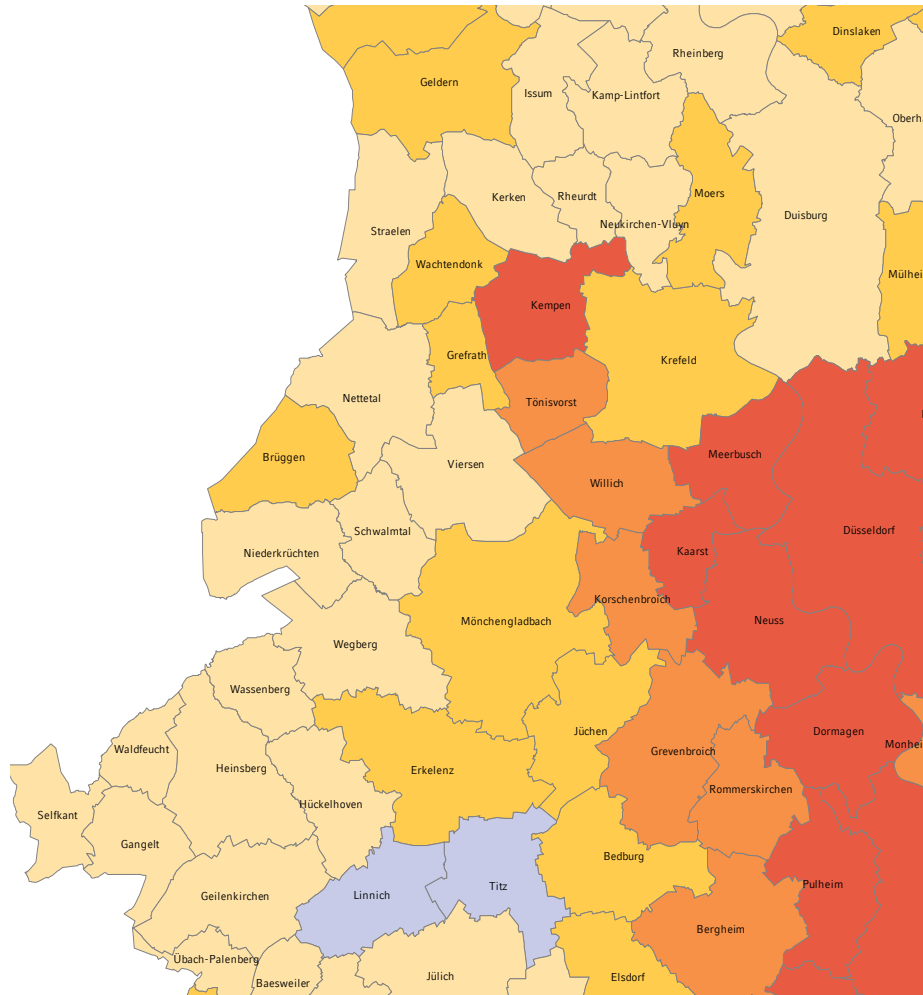 Dinslaken
Rheinberg
Geldern
Issum
Kamp-Lintfort
Oberh
Kerken
Rheurdt
Moers
Duisburg
Neukirchen-Vluyn
Straelen
Wachtendonk
Mülhei
Kempen
Grefrath
Krefeld
Nettetal
Tönisvorst
Meerbusch
Brüggen
Viersen
Willich
Schwalmtal
Düsseldorf
Niederkrüchten
Kaarst
Korschenbroich
Mönchengladbach
Neuss
Wegberg
Wassenberg
Jüchen
Dormagen
Waldfeucht
Grevenbroich
Monhei
Heinsberg
Erkelenz
Rommerskirchen
Hückelhoven
Selfkant
Gangelt
Bedburg
Titz
Pulheim
Geilenkirchen
Linnich
Bergheim
Übach-Palenberg
Jülich
Elsdorf
Baesweiler